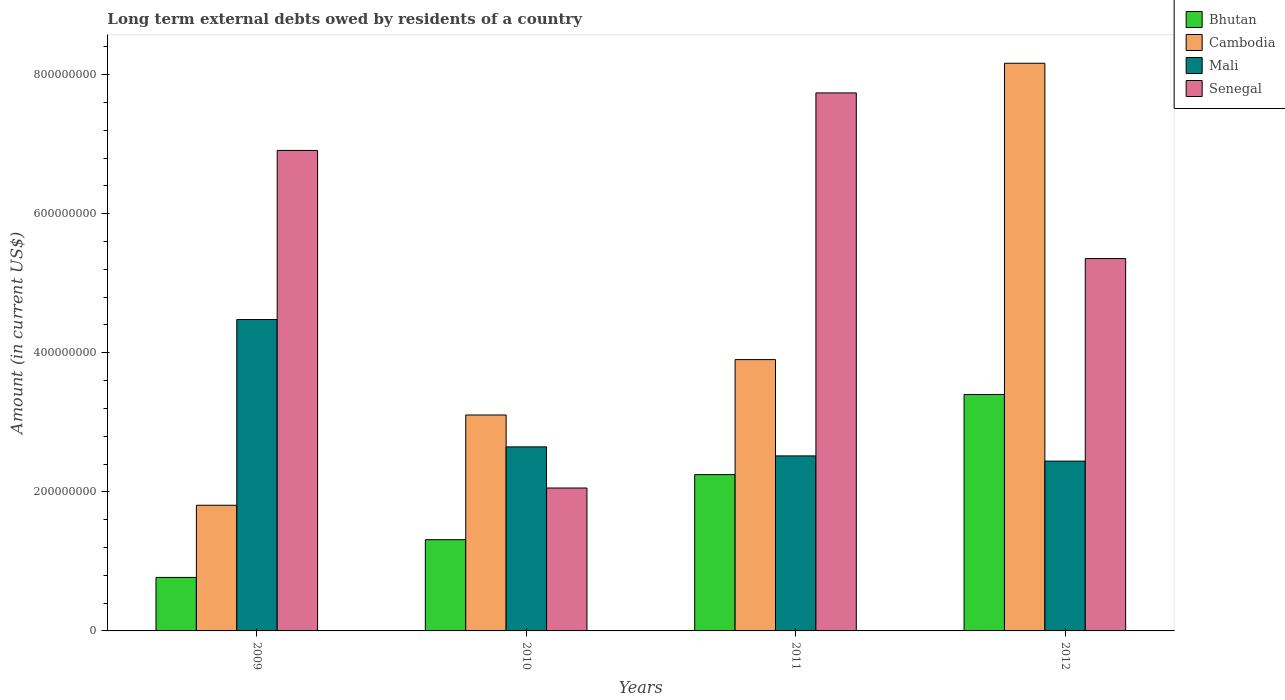 Long term external debts owed by residents of a country
Bhutan
Cambodia
Mali
Senegal
Amount (in current US$)
800000000
600000000
400000000
200000000
0
2009
2010
2011
2012
Years